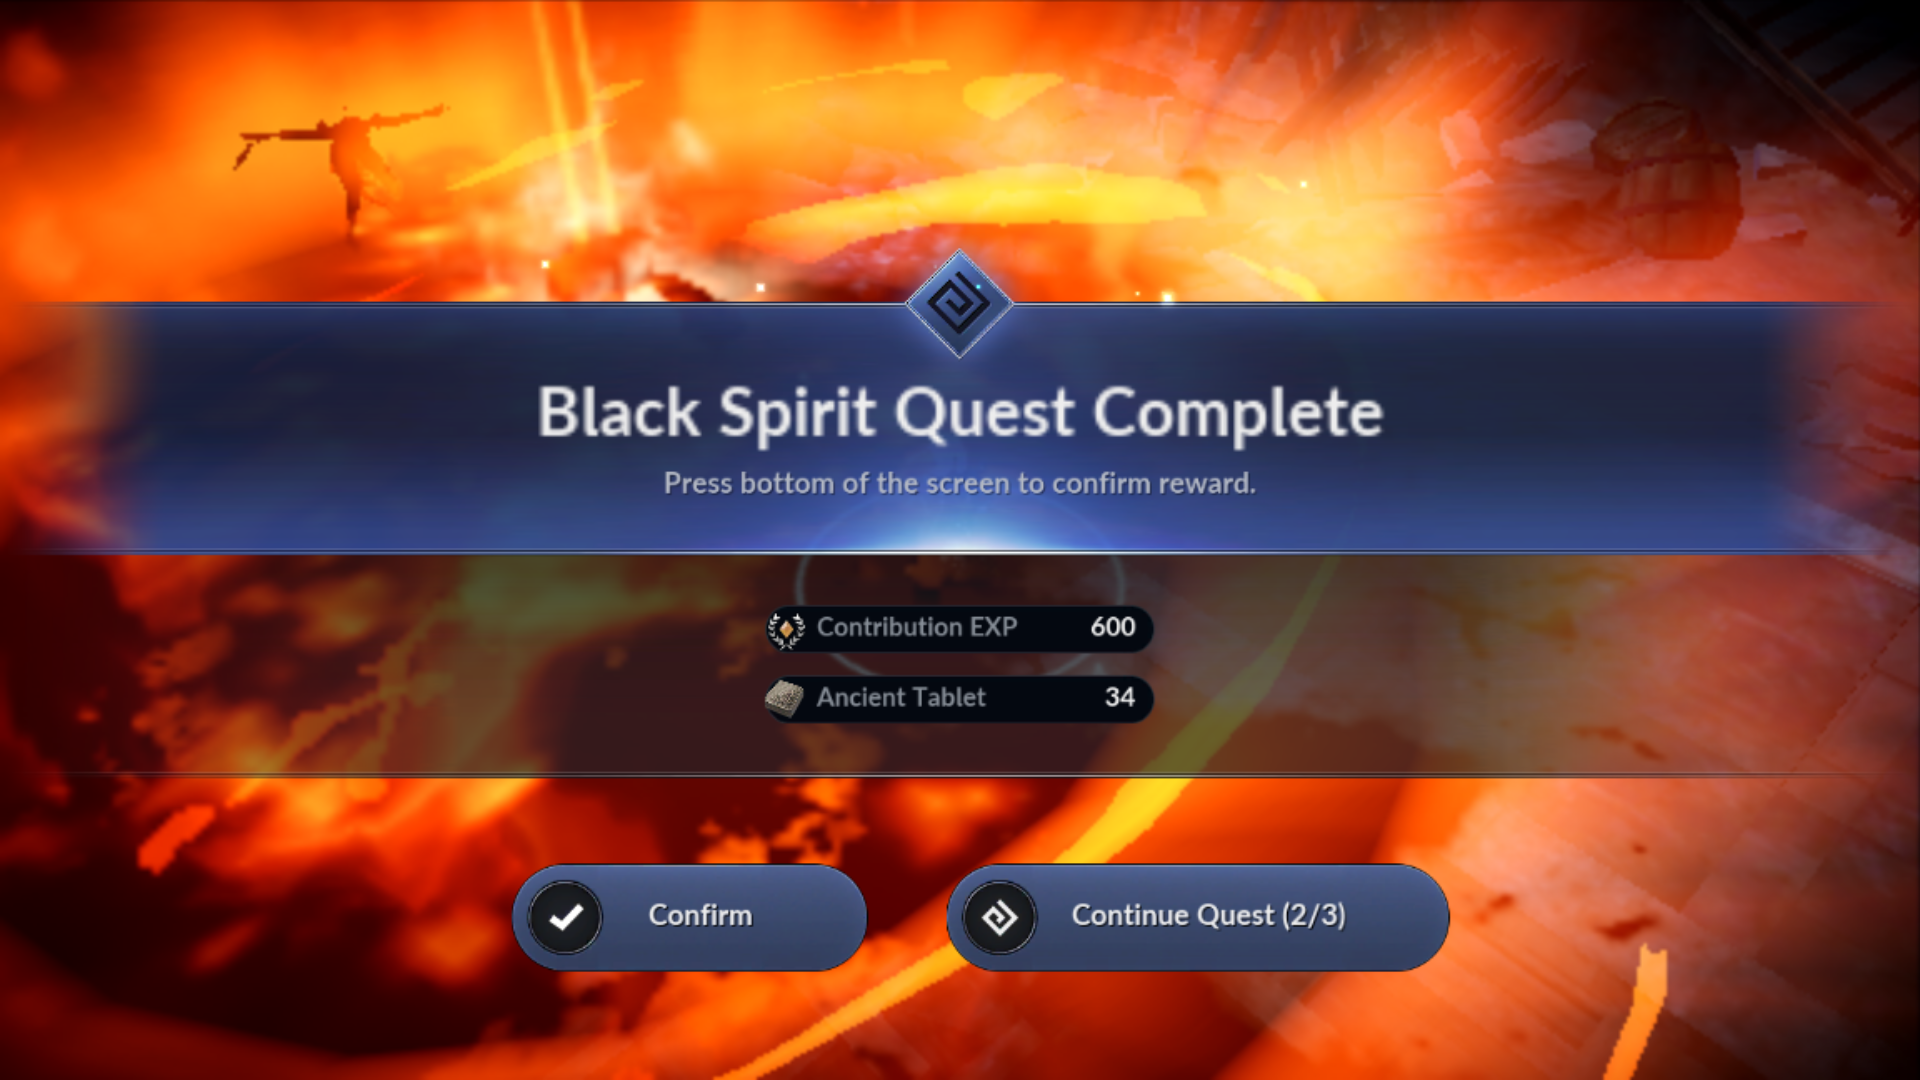 Black Spirit Quest Complete
Press bottom of the screen to confirm reward.
Contribution EXP 600
Ancient Tablet 34
Confirm
Continue Quest (2/3)